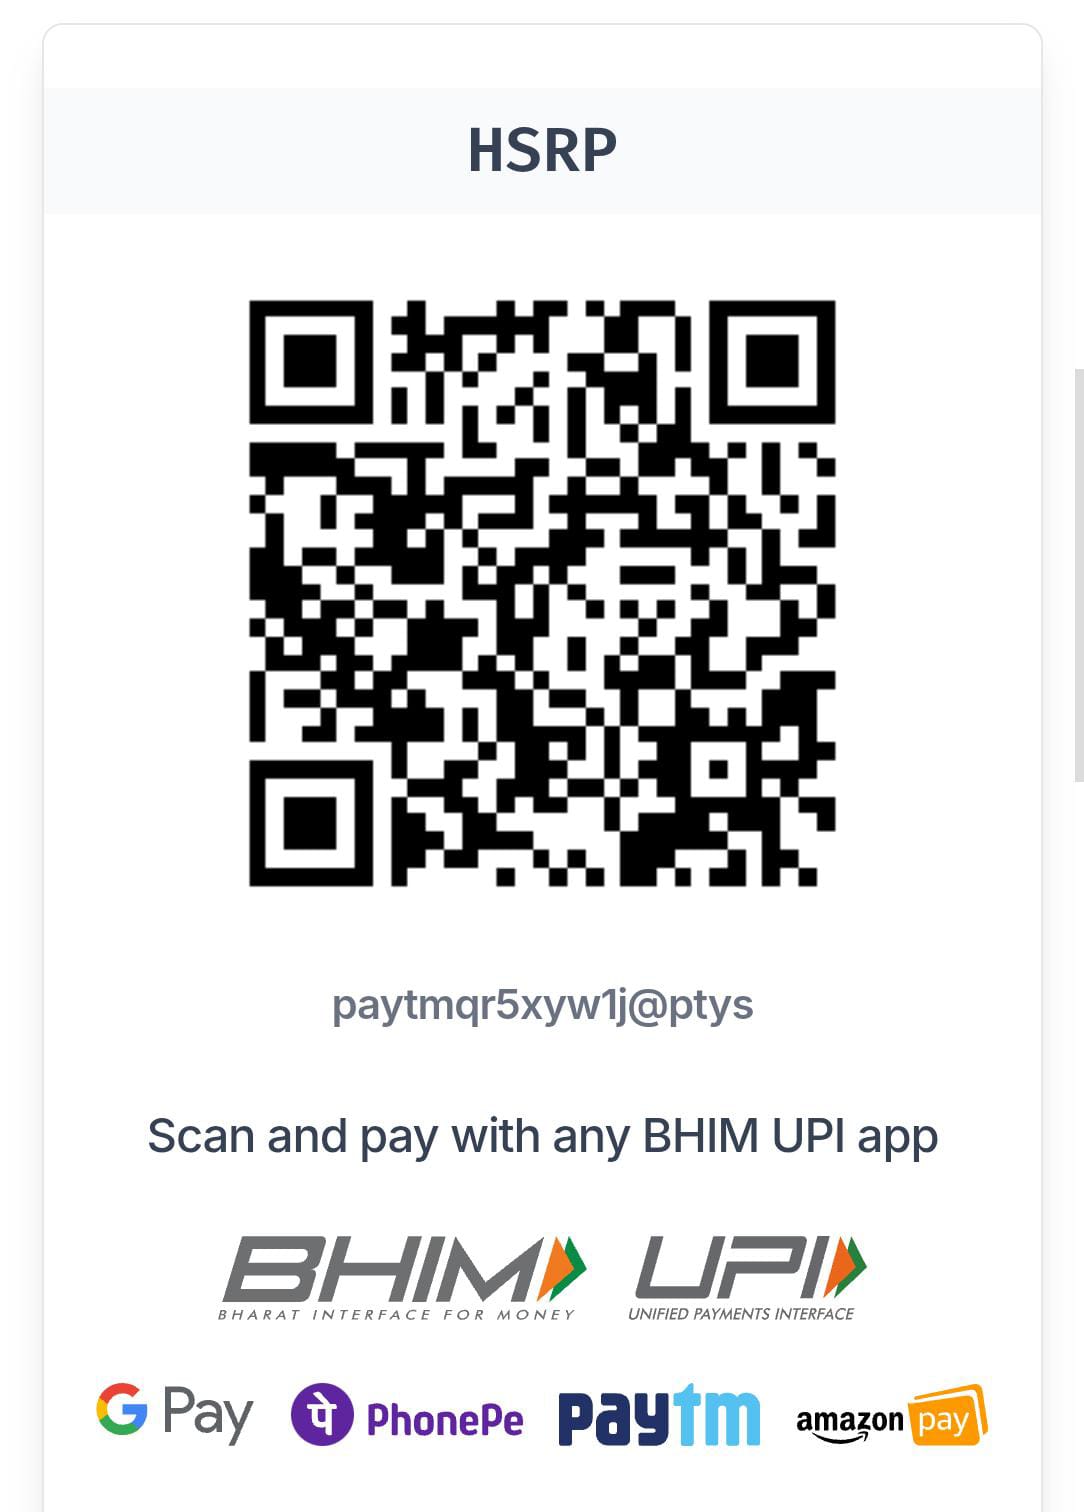 HSRP
paytmqr5xyw1j@ptys
Scan and pay with any BHIM UPI app
BHIM UPI
BHARAT INTERFACE FOR MONEY UNIFIED PAYMENTS INTERFACE
G Pay पे PhonePe paytm amazon pay